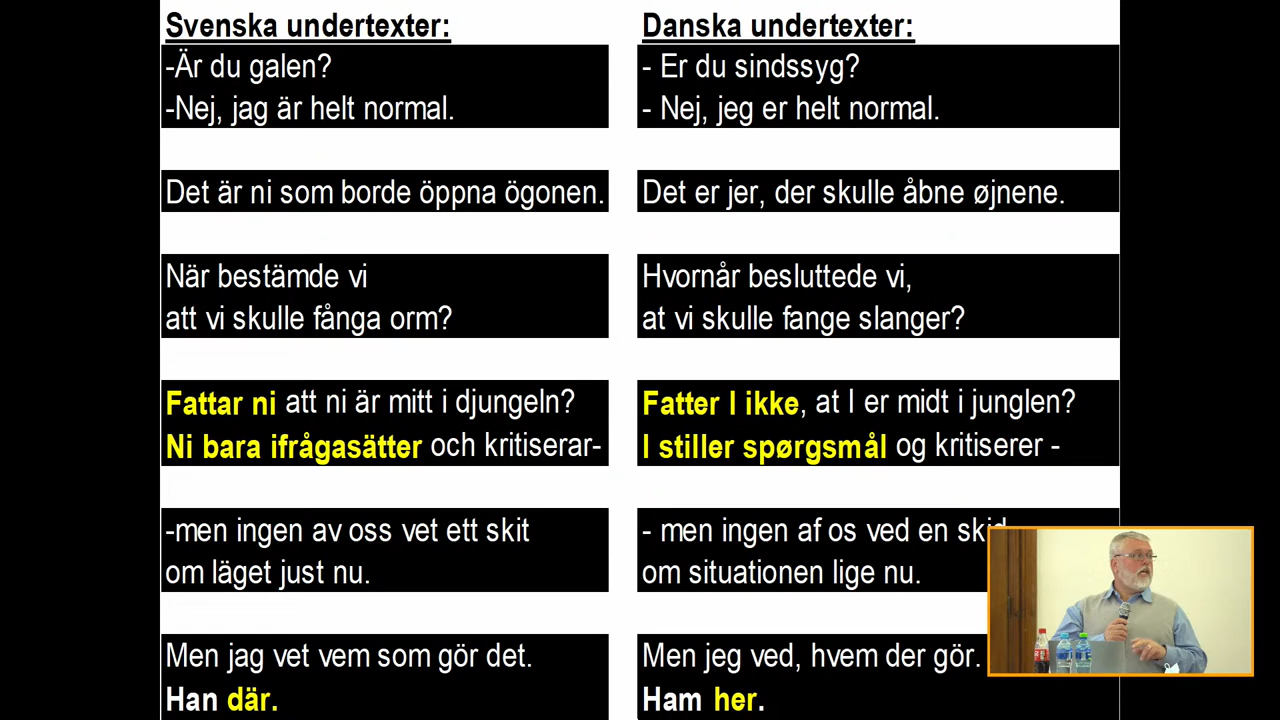 Svenska undertexter:
-Är du galen?
-Nej, jag är helt normal.
Det är ni som borde öppna ögonen.
När bestämde vi
att vi skulle fånga orm?
Fattar ni att ni är mitt i djungeln?
Ni bara ifrågasätter och kritiserar-
-men ingen av oss vet ett skit
om läget just nu.
Men jag vet vem som gör det.
Han där.
Danska undertexter:
- Er du sindssyg?
- Nej, jeg er helt normal.
Det er jer, der skulle åbne øjnene.
Hvornår besluttede vi,
at vi skulle fange slanger?
Fatter I ikke, at I er midt i junglen?
I stiller spørgsmål og kritiserer -
- men ingen af os ved en skid
om situationen lige nu.
Men jeg ved, hvem der gør.
Ham her.